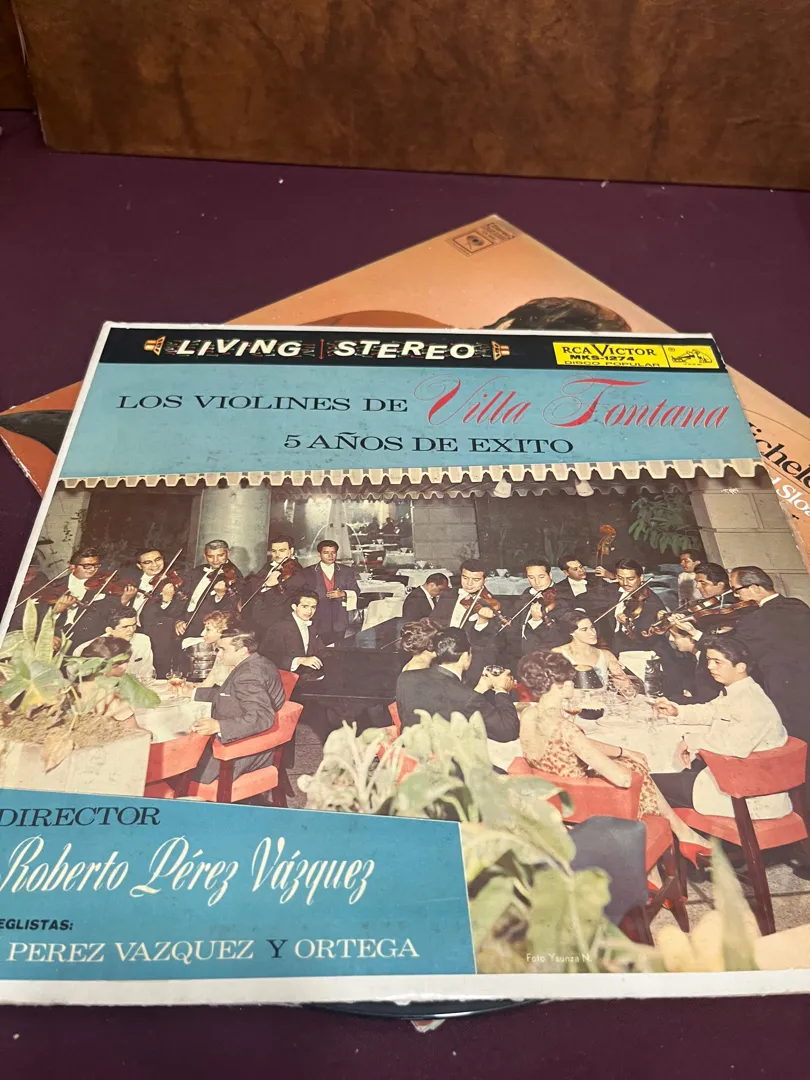 LIVING STEREO
RCA VICTOR
MKS-1274
DISCO POPULAR
LOS VIOLINES DE Villa Fontana
5 AÑOS DE EXITO
DIRECTOR
Roberto Pérez Vázquez
EGLISTAS:
PEREZ VAZQUEZ Y ORTEGA
Foto Ysunza N.